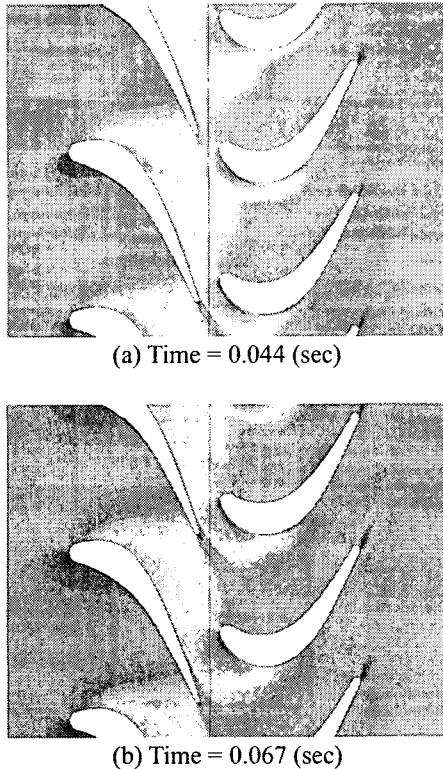 (a) Time = 0.044 (sec)
(b) Time = 0.067 (sec)